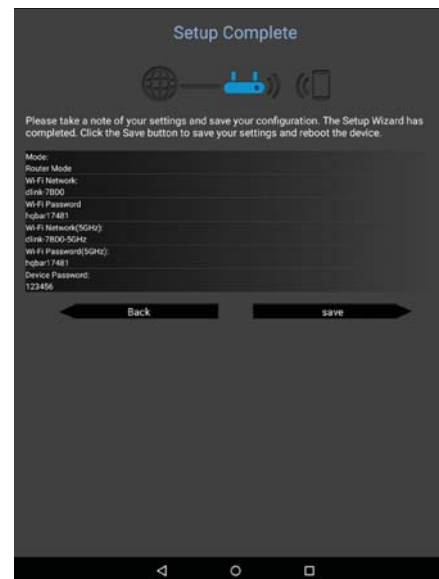 Setup Complete
Please take a note of your settings and save your configuration. The Setup Wizard has
completed. Click the Save button to save your settings and reboot the device.
Mode:
Router Mode
Wi-Fi Network:
dlink-7B00
Wi-Fi Password
hqbar17481
Wi-Fi Network(5GHz):
dlink-7B00-5GHz
Wi-Fi Password(5GHz):
hqbar17481
Device Password:
123456
Back
save